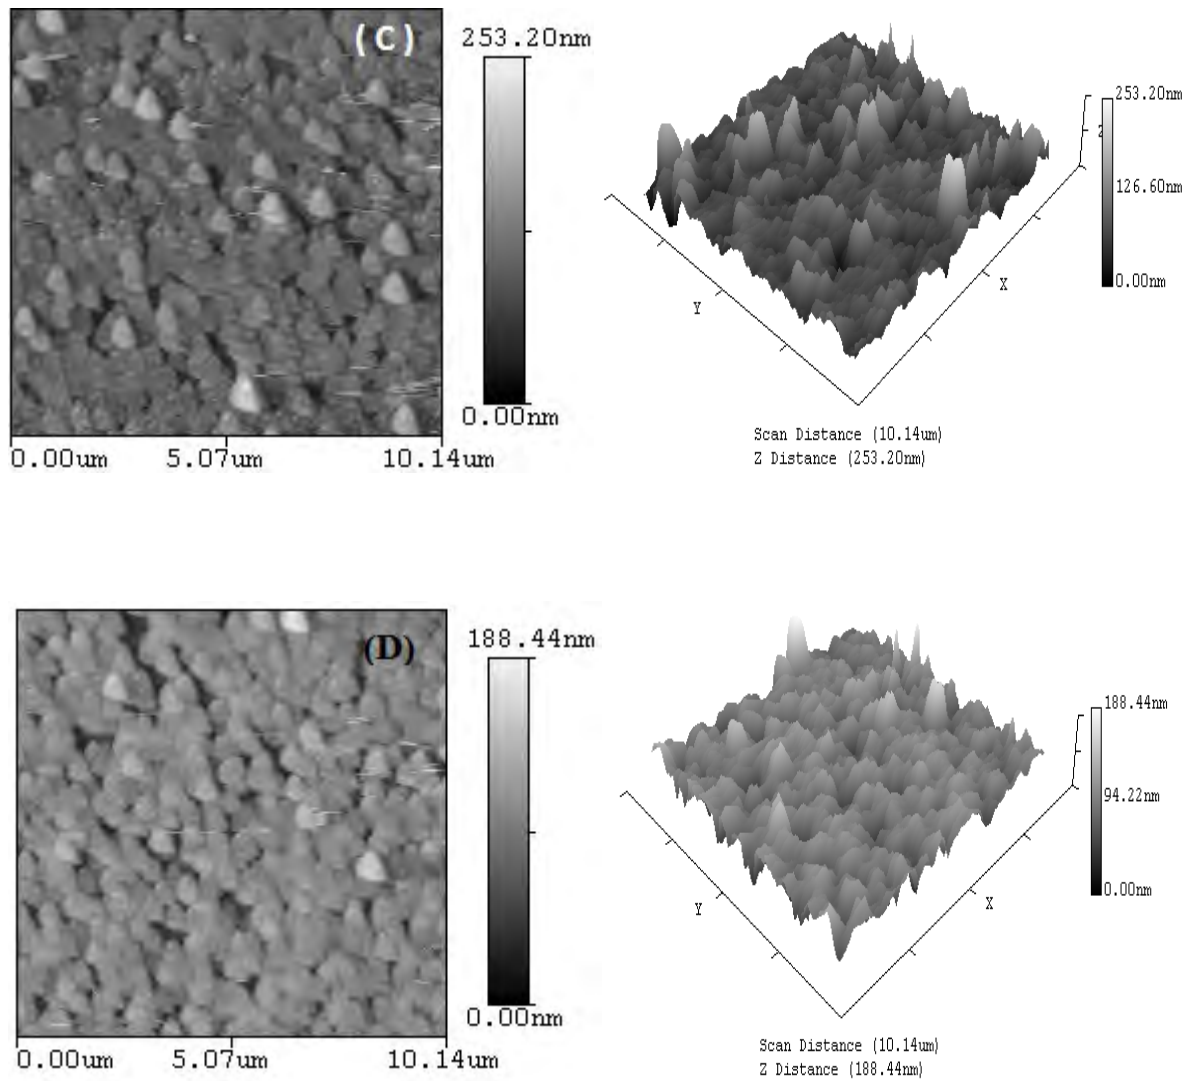 ( C )
253.20nm
0.00nm
0.00um 5.07um 10.14um
253.20nm
Z
126.60nm
0.00nm
X
Y
Scan Distance (10.14um)
Z Distance (253.20nm)
(D)
188.44nm
0.00nm
0.00um 5.07um 10.14um
188.44nm
94.22nm
0.00nm
X
Y
Scan Distance (10.14um)
Z Distance (188.44nm)